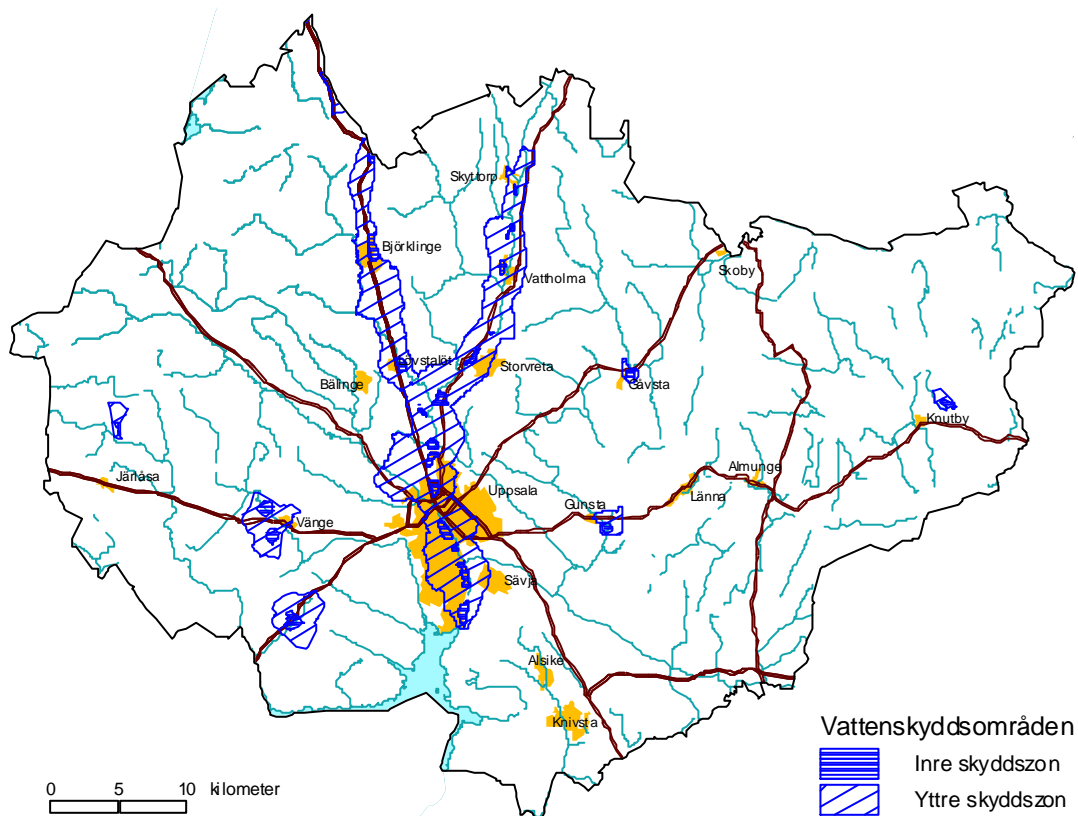 Skyttorp
Björklinge
Skoby
Vattholma
Lövstalöt
Storvreta
Bälinge
Gåvsta
Knutby
Järlåsa
Almunge
Uppsala
Länna
Gunsta
Vänge
Sävja
Alsike
Knivsta
Vattenskyddsområden
Inre skyddszon
Yttre skyddszon
0 5 10 kilometer